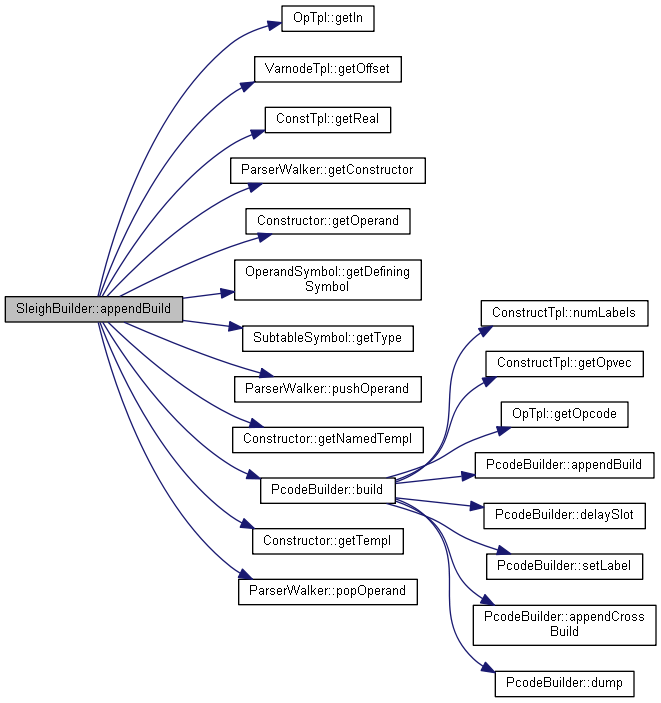 OpTpl::getIn
VarnodeTpl::getOffset
ConstTpl::getReal
ParserWalker::getConstructor
Constructor::getOperand
OperandSymbol::getDefining
Symbol
SleighBuilder::appendBuild
SubtableSymbol::getType
ParserWalker::pushOperand
Constructor::getNamedTempl
PcodeBuilder::build
Constructor::getTempl
ParserWalker::popOperand
ConstructTpl::numLabels
ConstructTpl::getOpvec
OpTpl::getOpcode
PcodeBuilder::appendBuild
PcodeBuilder::delaySlot
PcodeBuilder::setLabel
PcodeBuilder::appendCross
Build
PcodeBuilder::dump